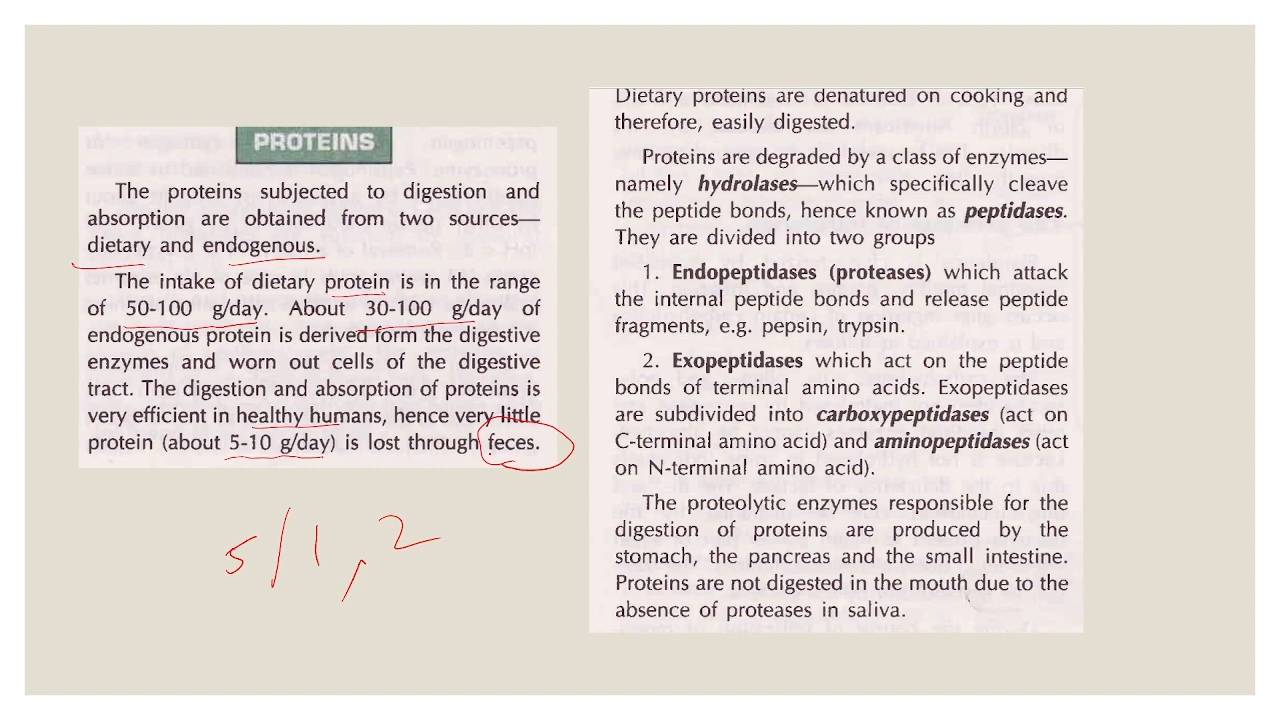 PROTEINS
The proteins subjected to digestion and
absorption are obtained from two sources—
dietary and endogenous.
The intake of dietary protein is in the range
of 50-100 g/day. About 30-100 g/day of
endogenous protein is derived form the digestive
enzymes and worn out cells of the digestive
tract. The digestion and absorption of proteins is
very efficient in healthy humans, hence very little
protein (about 5-10 g/day) is lost through feces.
5/1,2
Dietary proteins are denatured on cooking and
therefore, easily digested.
Proteins are degraded by a class of enzymes—
namely hydrolases—which specifically cleave
the peptide bonds, hence known as peptidases.
They are divided into two groups
1. Endopeptidases (proteases) which attack
the internal peptide bonds and release peptide
fragments, e.g. pepsin, trypsin.
2. Exopeptidases which act on the peptide
bonds of terminal amino acids. Exopeptidases
are subdivided into carboxypeptidases (act on
C-terminal amino acid) and aminopeptidases (act
on N-terminal amino acid).
The proteolytic enzymes responsible for the
digestion of proteins are produced by the
stomach, the pancreas and the small intestine.
Proteins are not digested in the mouth due to the
absence of proteases in saliva.